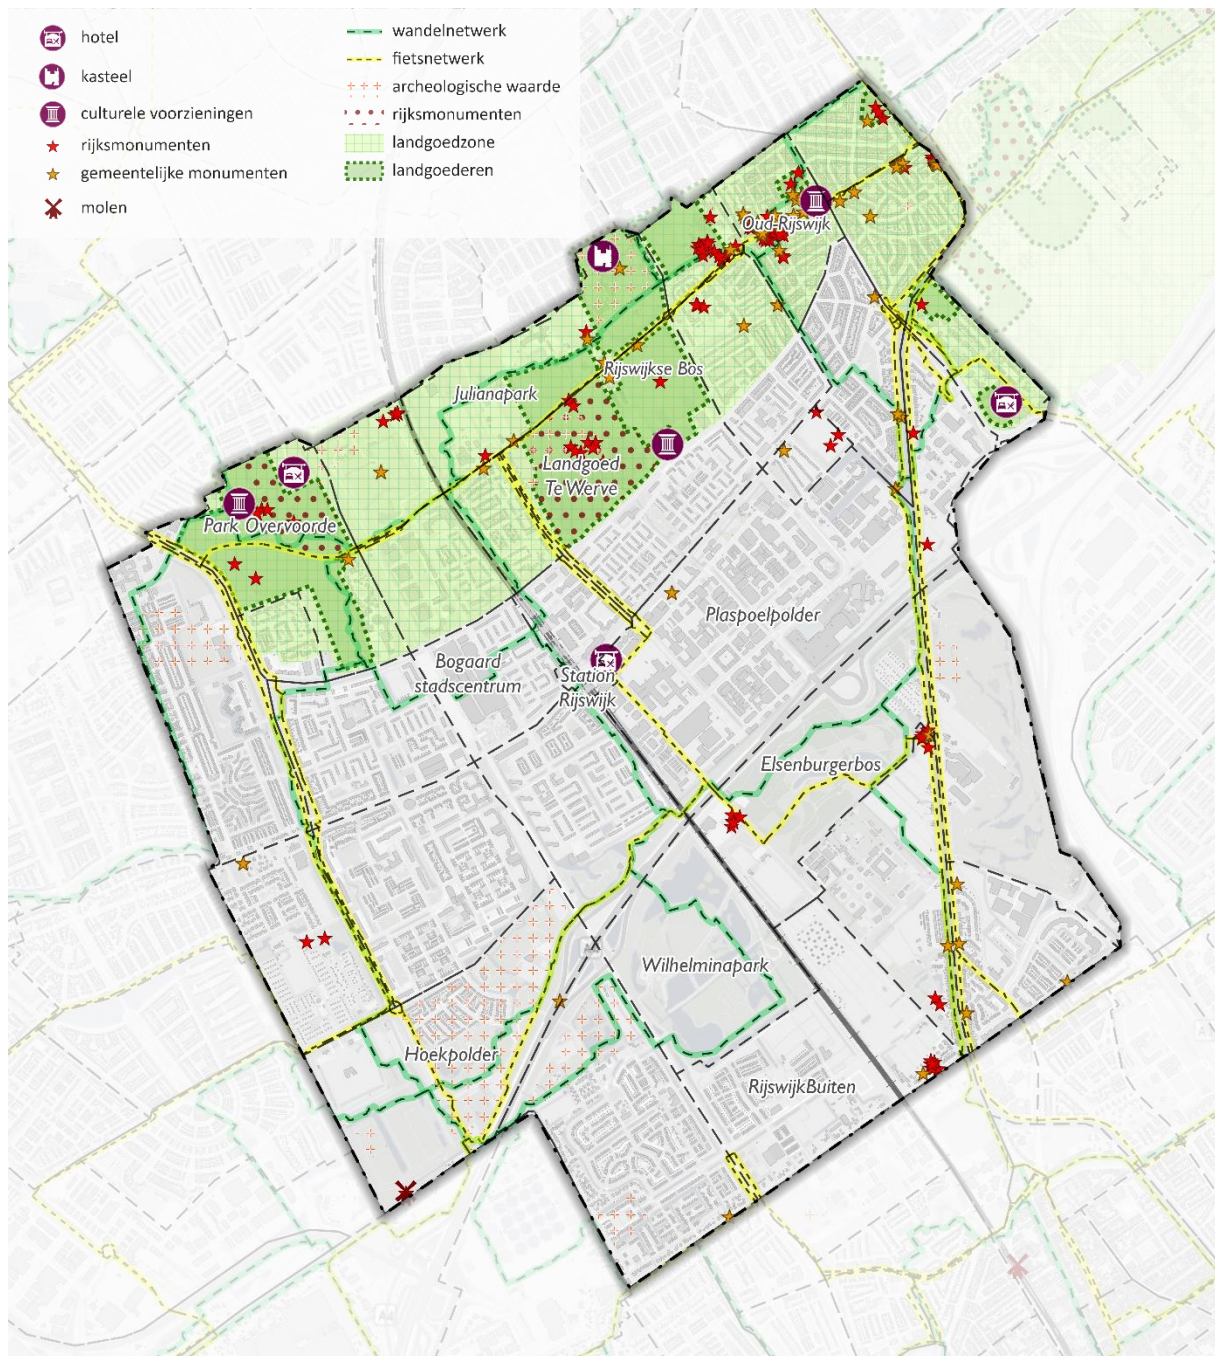 hotel
kasteel
culturele voorzieningen
rijksmonumenten
gemeentelijke monumenten
molen
wandelnetwerk
fietsnetwerk
archeologische waarde
rijksmonumenten
landgoedzone
landgoederen
Oud-Rijswijk
Rijswijkse Bos
Julianapark
Landgoed
Te Werve
Park Overvoorde
Plaspoelpolder
Bogaard
stadscentrum
Station
Rijswijk
Elsenburgerbos
Wilhelminapark
Hoekpolder
RijswijkBuiten